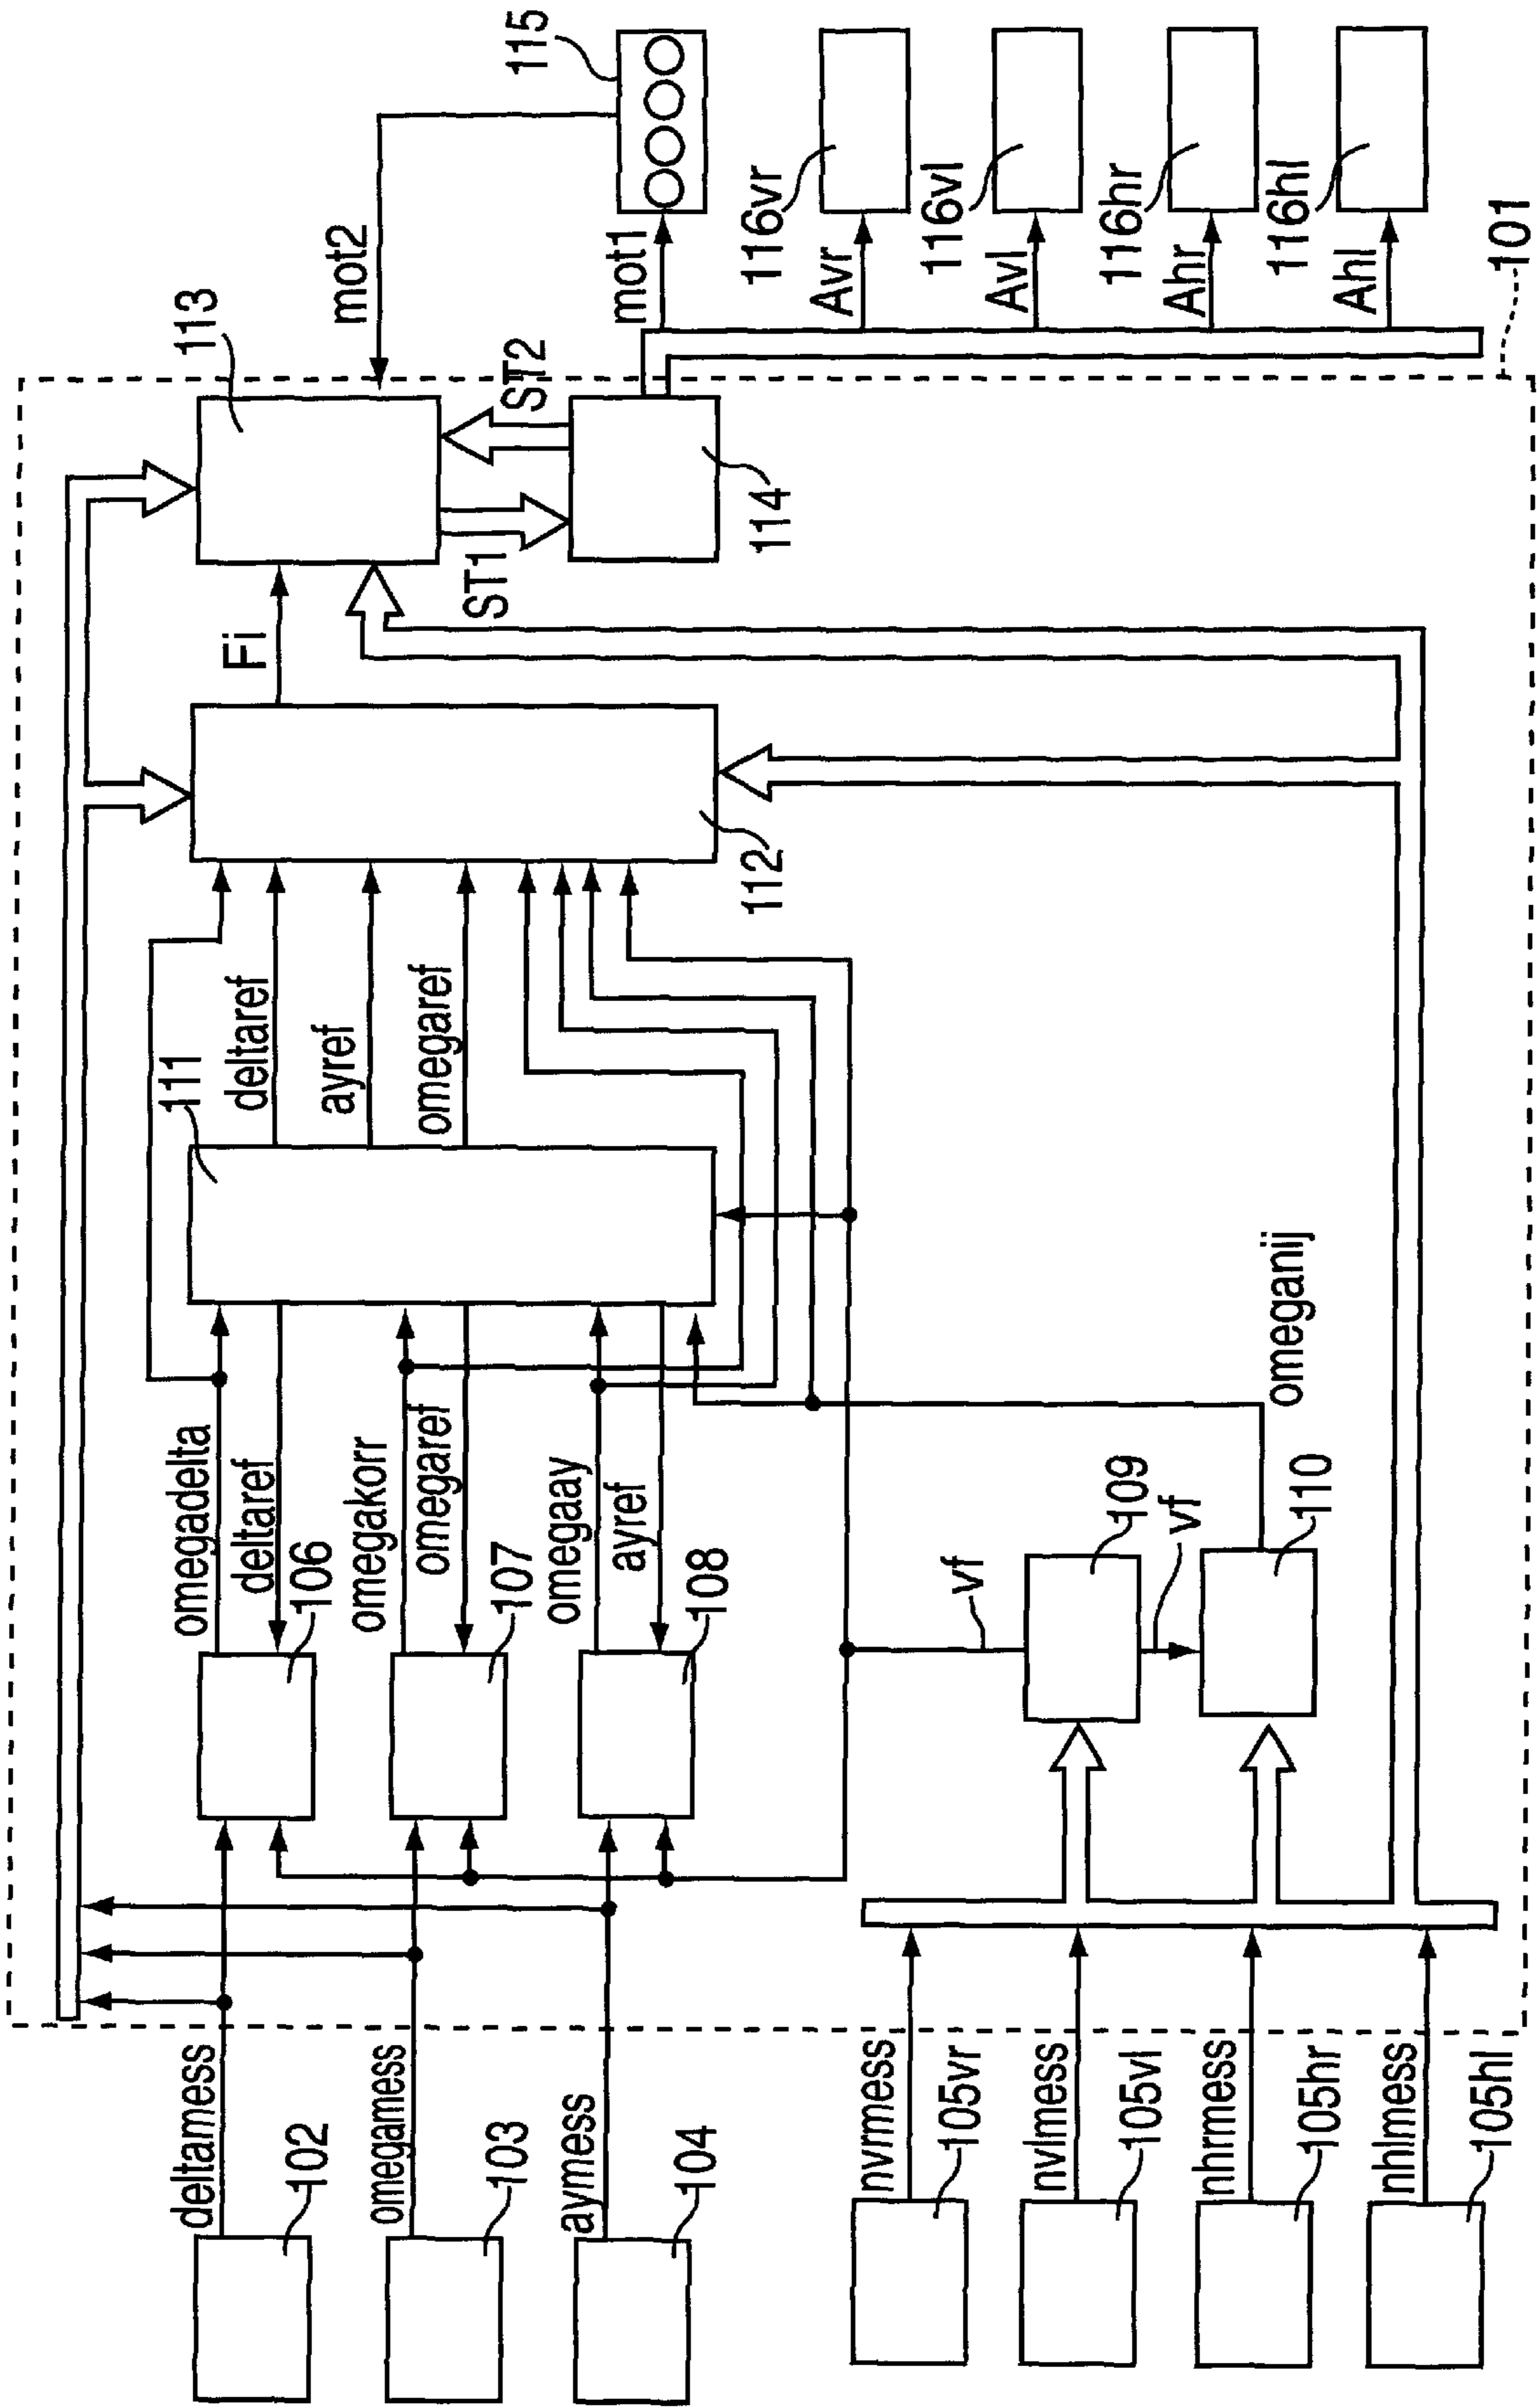 deltamess
102
omegamess
103
aymess
104
nvrmess
105vr
nvlmess
105vl
nhrmess
105hr
nhlmess
105hl
omegadelta
deltaref
106
omegakorr
omegaref
107
omegaay
ayref
108
vf
109
vf
110
omeganij
111
deltaref
ayref
omegaref
112
Fi
113
ST1
ST2
114
mot2
mot1
115
Avr
116vr
Avl
116vl
Ahr
116hr
Ahl
116hl
101